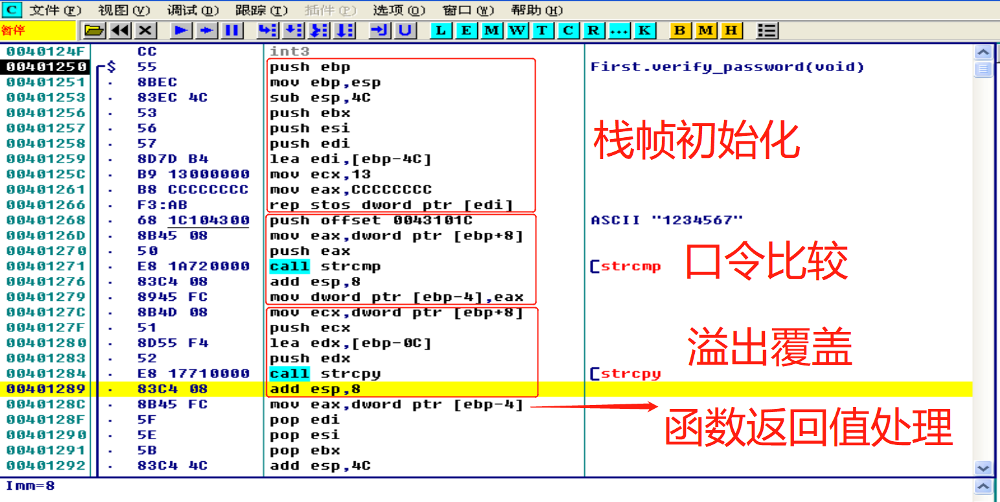 C 文件(F) 视图(V) 调试(D) 跟踪(T) 插件(P) 选项(O) 窗口(W) 帮助(H)
暂停 L E M W T C R ... K B M H
0040124F CC int3
00401250 $ 55 push ebp First.verify_password(void)
00401251 . 8BEC mov ebp,esp
00401253 . 83EC 4C sub esp,4C
00401256 . 53 push ebx
00401257 . 56 push esi
00401258 . 57 push edi
栈帧初始化
00401259 . 8D7D B4 lea edi,[ebp-4C]
0040125C . B9 13000000 mov ecx,13
00401261 . B8 CCCCCCCC mov eax,CCCCCCCC
00401266 . F3:AB rep stos dword ptr [edi]
00401268 . 68 1C104300 push offset 0043101C ASCII "1234567"
0040126D . 8B45 08 mov eax,dword ptr [ebp+8]
00401270 . 50 push eax
00401271 . E8 1A720000 call strcmp [strcmp
口令比较
00401276 . 83C4 08 add esp,8
00401279 . 8945 FC mov dword ptr [ebp-4],eax
0040127C . 8B4D 08 mov ecx,dword ptr [ebp+8]
0040127F . 51 push ecx
00401280 . 8D55 F4 lea edx,[ebp-0C]
溢出覆盖
00401283 . 52 push edx
00401284 . E8 17710000 call strcpy [strcpy
00401289 . 83C4 08 add esp,8
0040128C . 8B45 FC mov eax,dword ptr [ebp-4]
函数返回值处理
0040128F . 5F pop edi
00401290 . 5E pop esi
00401291 . 5B pop ebx
00401292 . 83C4 4C add esp,4C
Imm=8